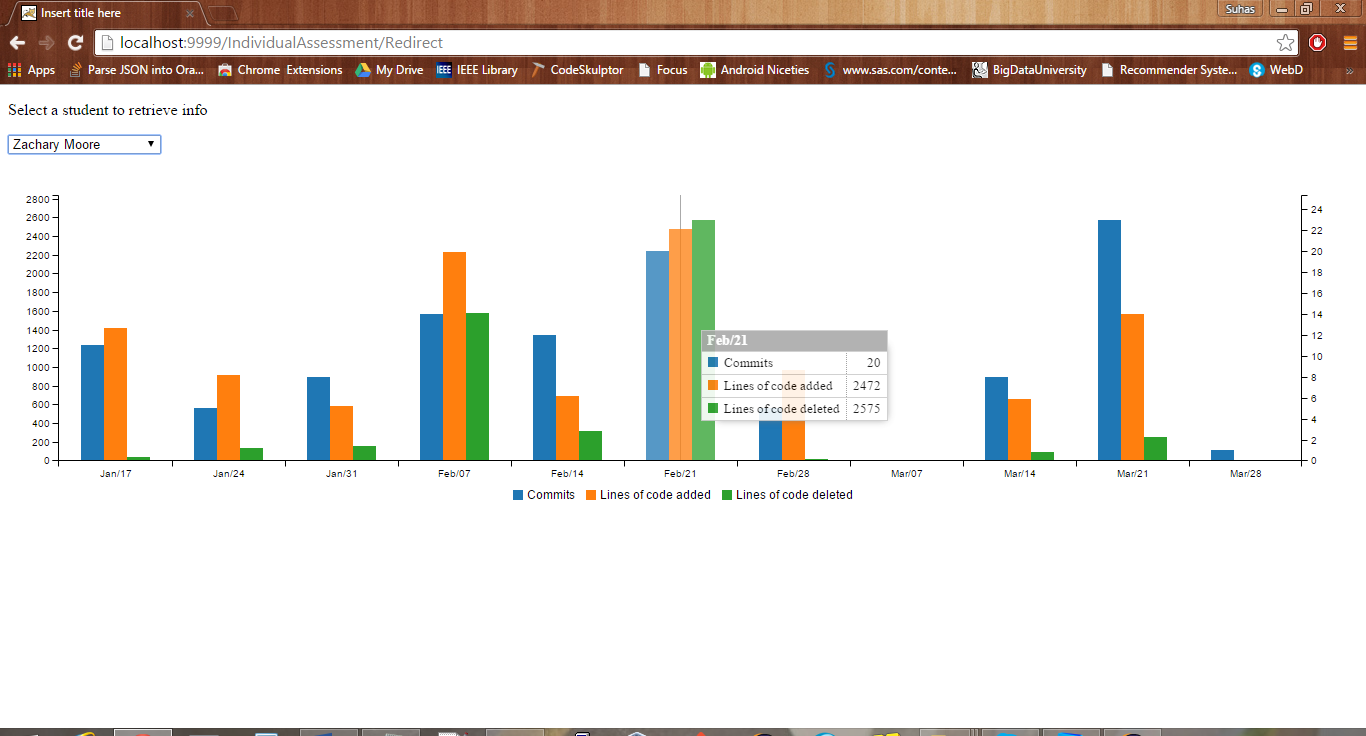 Insert title here
Suhas
localhost:9999/IndividualAssessment/Redirect
Apps Parse JSON into Ora... Chrome Extensions My Drive IEEE IEEE Library CodeSkulptor Focus Android Niceties www.sas.com/conte... BigDataUniversity Recommender Syste... WebD »
Select a student to retrieve info
Zachary Moore
2800
2600
2400
2200
2000
1800
1600
1400
1200
1000
800
600
400
200
0
24
22
20
18
16
14
12
10
8
6
4
2
0
Feb/21
Commits 20
Lines of code added 2472
Lines of code deleted 2575
Jan/17 Jan/24 Jan/31 Feb/07 Feb/14 Feb/21 Feb/28 Mar/07 Mar/14 Mar/21 Mar/28
Commits Lines of code added Lines of code deleted